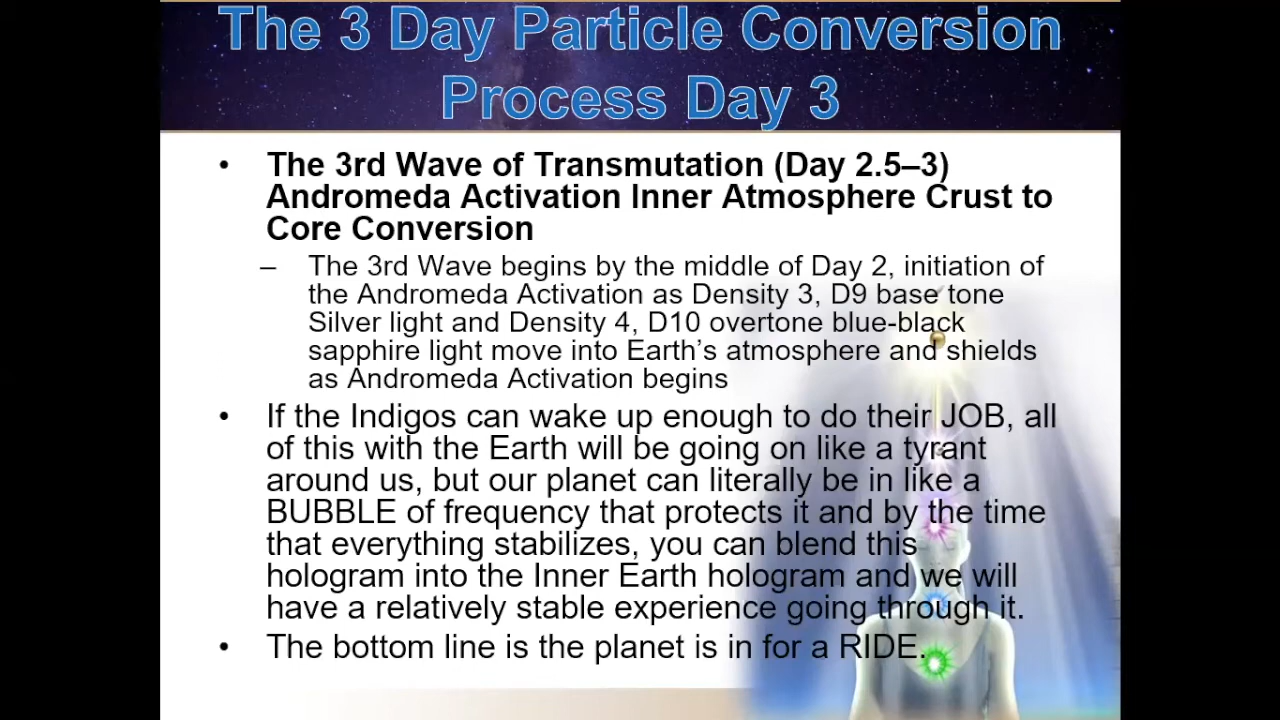 The 3 Day Particle Conversion
Process Day 3
• The 3rd Wave of Transmutation (Day 2.5–3)
Andromeda Activation Inner Atmosphere Crust to
Core Conversion
– The 3rd Wave begins by the middle of Day 2, initiation of
the Andromeda Activation as Density 3, D9 base tone
Silver light and Density 4, D10 overtone blue-black
sapphire light move into Earth’s atmosphere and shields
as Andromeda Activation begins
• If the Indigos can wake up enough to do their JOB, all
of this with the Earth will be going on like a tyrant
around us, but our planet can literally be in like a
BUBBLE of frequency that protects it and by the time
that everything stabilizes, you can blend this
hologram into the Inner Earth hologram and we will
have a relatively stable experience going through it.
• The bottom line is the planet is in for a RIDE.